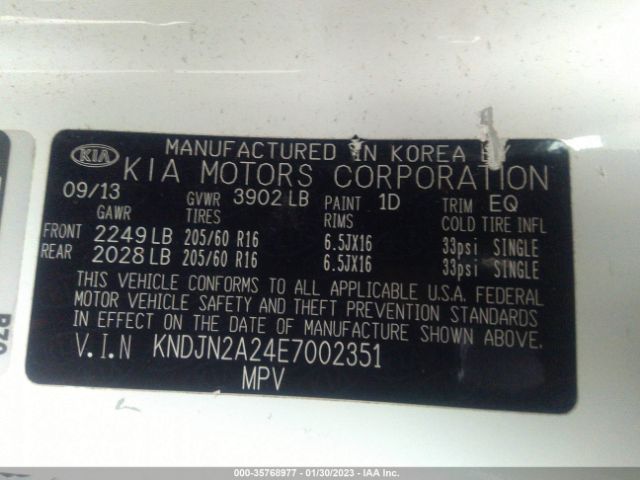 MANUFACTURED IN KOREA BY
KIA KIA MOTORS CORPORATION
09/13 GVWR 3902 LB PAINT 1D TRIM EQ
GAWR TIRES RIMS COLD TIRE INFL
FRONT 2249 LB 205/60 R16 6.5JX16 33psi SINGLE
REAR 2028 LB 205/60 R16 6.5JX16 33psi SINGLE
THIS VEHICLE CONFORMS TO ALL APPLICABLE U.S.A. FEDERAL
MOTOR VEHICLE SAFETY AND THEFT PREVENTION STANDARDS
IN EFFECT ON THE DATE OF MANUFACTURE SHOWN ABOVE.
V.I.N KNDJN2A24E7002351
MPV
000-35768977 - 01/30/2023 - IAA Inc.